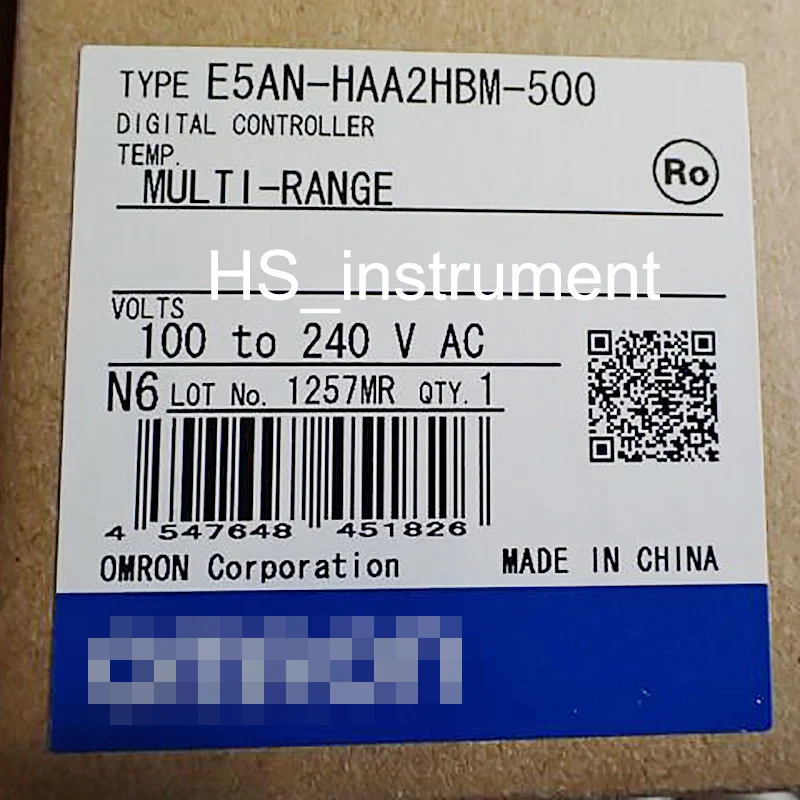 TYPE E5AN-HAA2HBM-500
DIGITAL CONTROLLER
TEMP.
MULTI-RANGE
Ro
HS_instrument
VOLTS
100 to 240 V AC
N6 LOT No. 1257MR QTY. 1
4 547648 451826
OMRON Corporation MADE IN CHINA